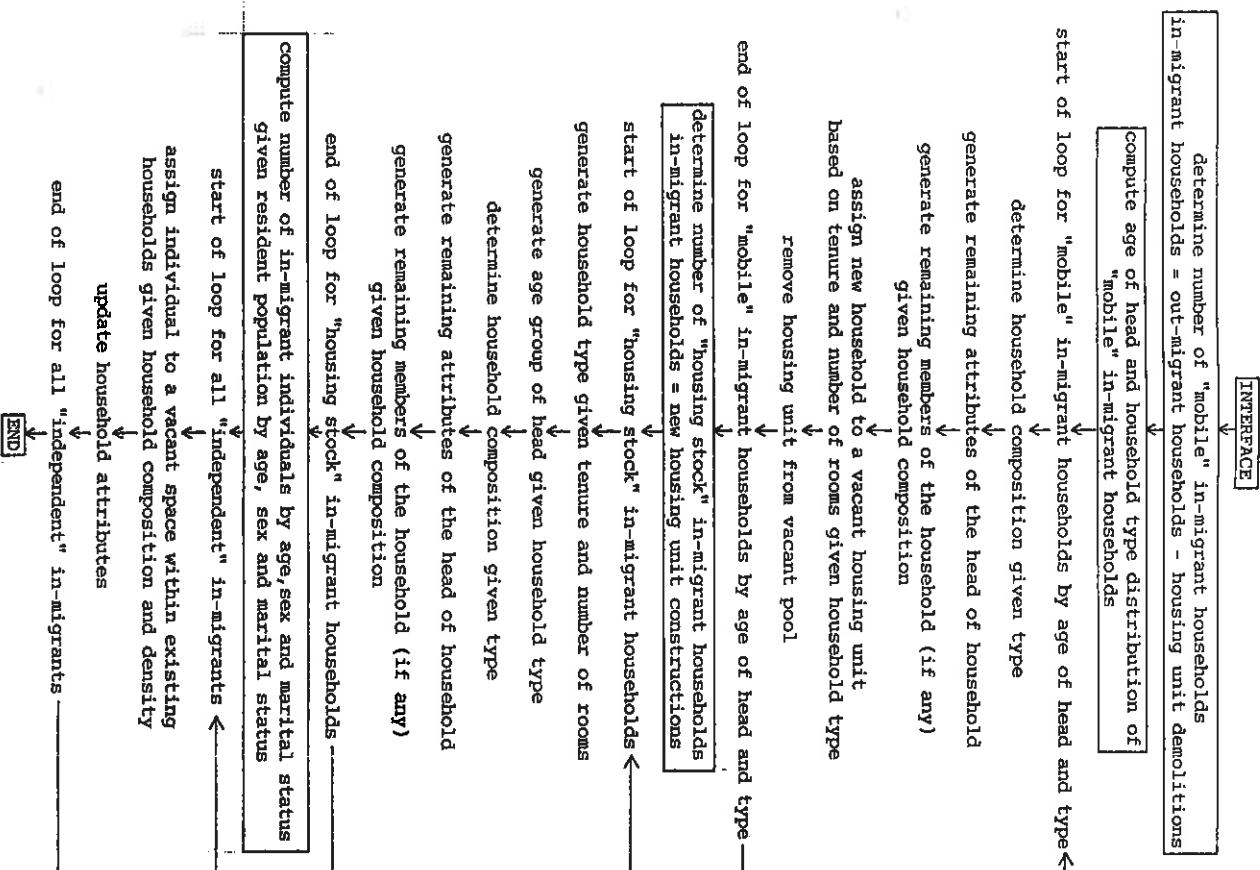 INTERFACE
determine number of "mobile" in-migrant households
in-migrant households = out-migrant households - housing unit demolitions
compute age of head and household type distribution of
"mobile" in-migrant households
start of loop for "mobile" in-migrant households by age of head and type
determine household composition given type
generate remaining attributes of the head of household
generate remaining members of the household (if any)
given household composition
assign new household to a vacant housing unit
based on tenure and number of rooms given household type
remove housing unit from vacant pool
end of loop for "mobile" in-migrant households by age of head and type
determine number of "housing stock" in-migrant households
in-migrant households = new housing unit constructions
start of loop for "housing stock" in-migrant households
generate household type given tenure and number of rooms
generate age group of head given household type
determine household composition given type
generate remaining attributes of the head of household
generate remaining members of the household (if any)
given household composition
end of loop for "housing stock" in-migrant households
compute number of in-migrant individuals by age,sex and marital status
given resident population by age, sex and marital status
start of loop for all "independent" in-migrants
assign individual to a vacant space within existing
households given household composition and density
update household attributes
end of loop for all "independent" in-migrants
END